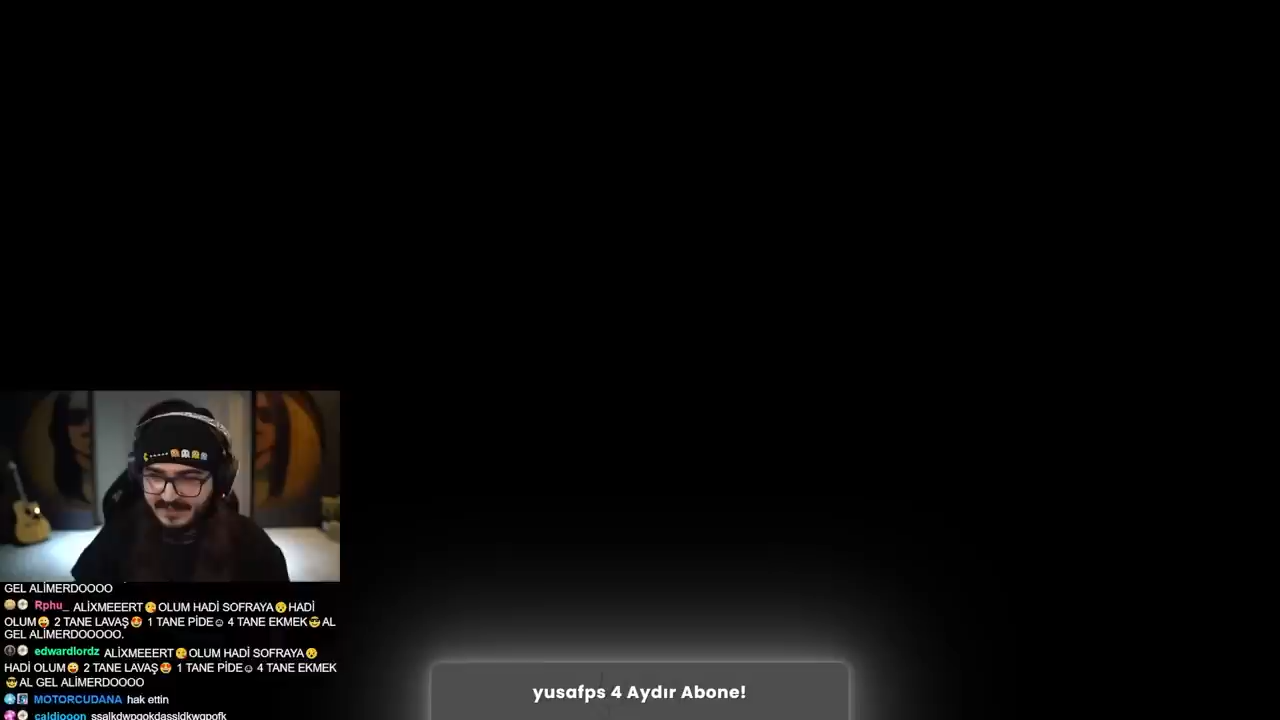 GEL ALİMERDOOOO
Rphu_ ALİXMEEERT😋OLUM HADİ SOFRAYA😯HADİ
OLUM😜 2 TANE LAVAŞ😍 1 TANE PİDE☺ 4 TANE EKMEK😎AL
GEL ALİMERDOOOOO.
edwardlordz ALİXMEEERT😋OLUM HADİ SOFRAYA😯
HADİ OLUM😜 2 TANE LAVAŞ😍 1 TANE PİDE☺ 4 TANE EKMEK
😎AL GEL ALİMERDOOOO
MOTORCUDANA hak ettin
caldiooon ssalkdwpqokdassldkwqpofk
yusafps 4 Aydır Abone!